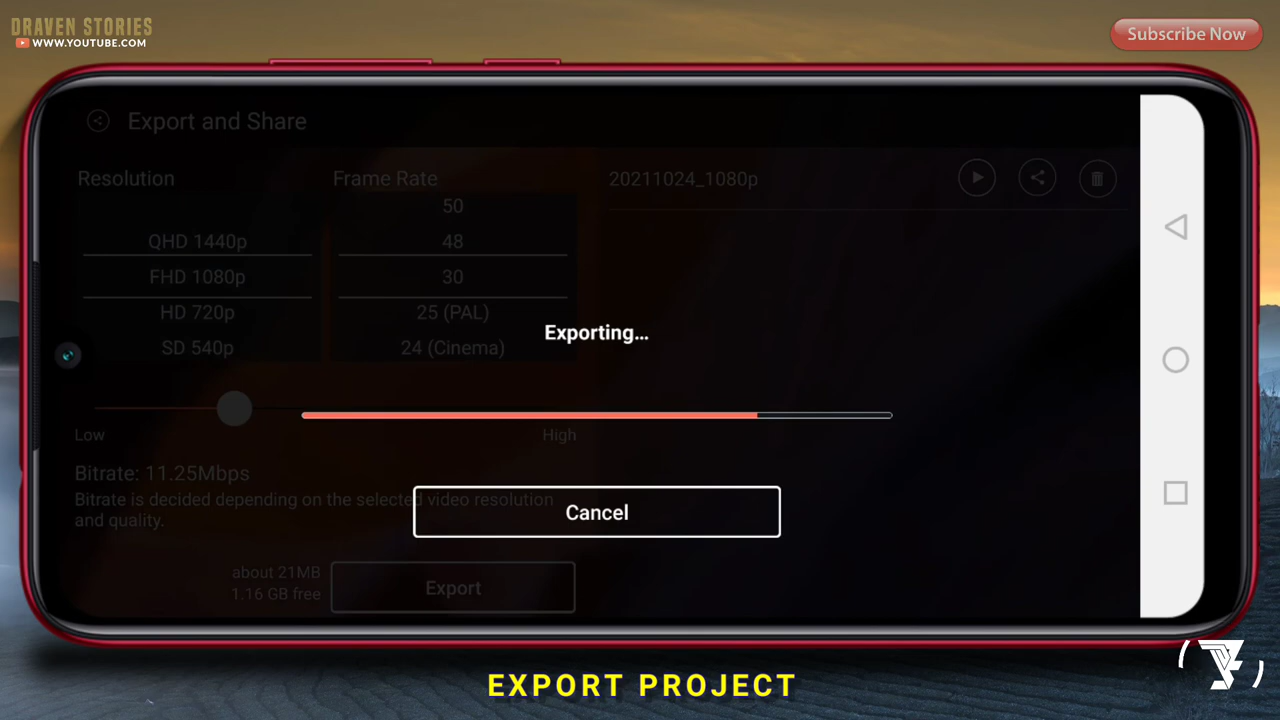 DRAVEN STORIES
WWW.YOUTUBE.COM
Subscribe Now
Export and Share
Resolution
Frame Rate
20211024_1080p
50
QHD 1440p
48
FHD 1080p
30
HD 720p
25 (PAL)
SD 540p
24 (Cinema)
Exporting...
Low
High
Bitrate: 11.25Mbps
Bitrate is decided depending on the selected video resolution
and quality.
Cancel
about 21MB
1.16 GB free
Export
EXPORT PROJECT